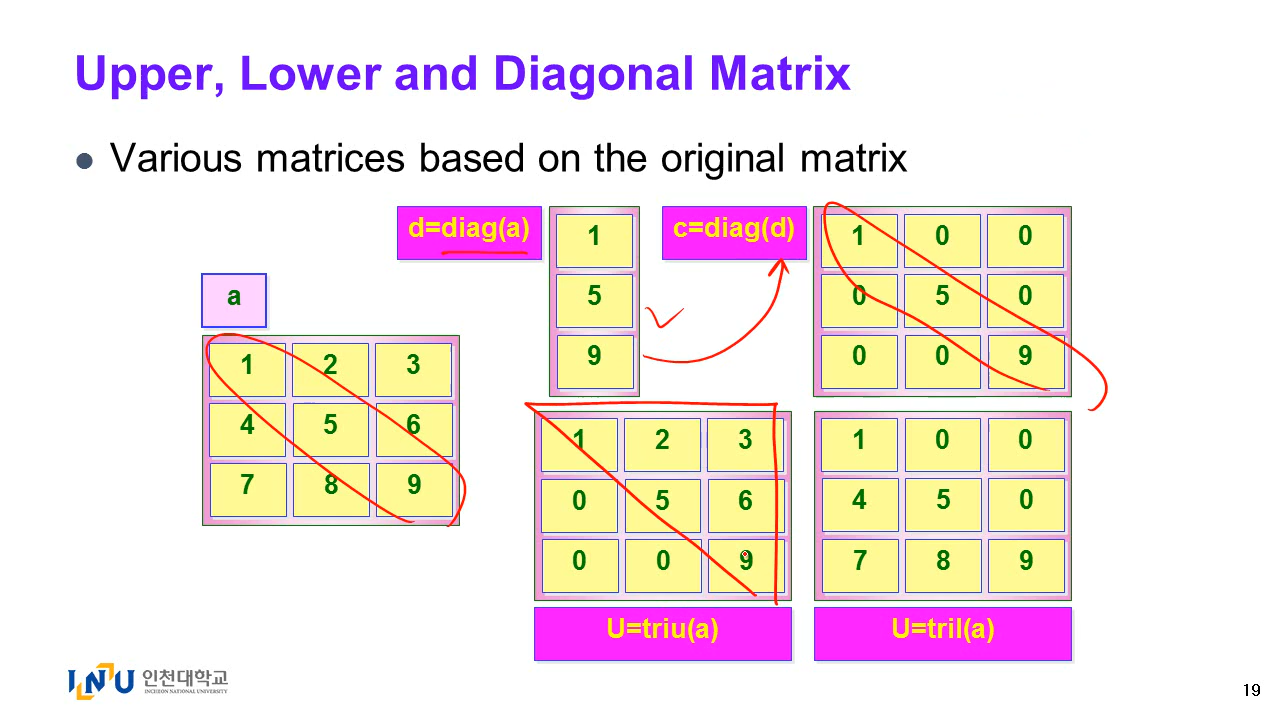 Upper, Lower and Diagonal Matrix
Various matrices based on the original matrix
a
1 2 3
4 5 6
7 8 9
d=diag(a)
1
5
9
c=diag(d)
1 0 0
0 5 0
0 0 9
1 2 3
0 5 6
0 0 9
U=triu(a)
1 0 0
4 5 0
7 8 9
U=tril(a)
INU 인천대학교
INCHEON NATIONAL UNIVERSITY
19